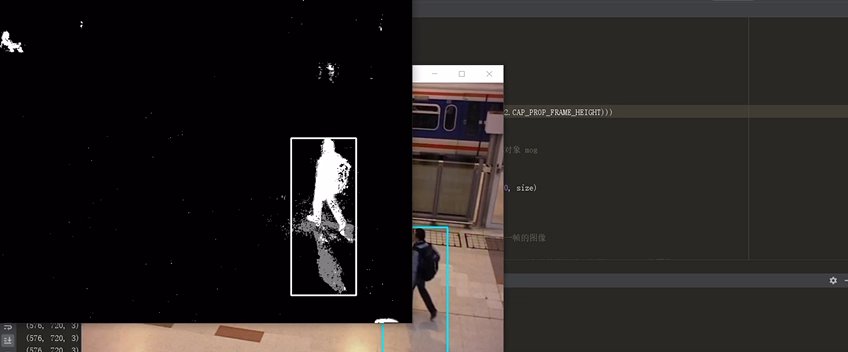 2.CAP_PROP_FRAME_HEIGHT)))
对象 mog
0, size)
一帧的图像
(576, 720, 3)
(576, 720, 3)
(576, 720, 3)